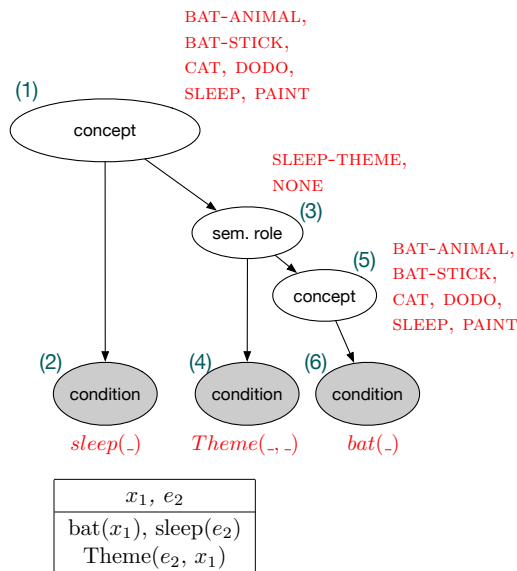 BAT-ANIMAL,
BAT-STICK,
CAT, DODO,
SLEEP, PAINT
(1)
concept
SLEEP-THEME,
NONE
(3)
sem. role
BAT-ANIMAL,
BAT-STICK,
CAT, DODO,
SLEEP, PAINT
(5)
concept
(2)
condition
sleep(_)
(4)
condition
Theme(_, _)
(6)
condition
bat(_)
x₁, e₂
bat(x₁), sleep(e₂)
Theme(e₂, x₁)